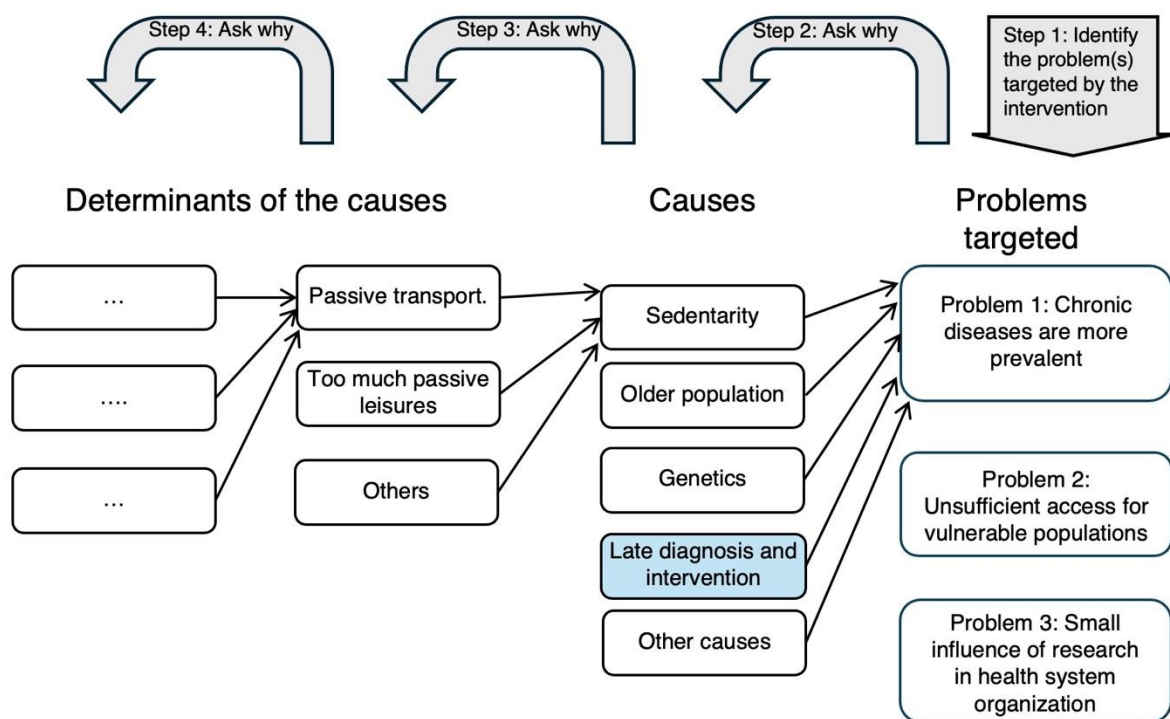 Step 4: Ask why
Step 3: Ask why
Step 2: Ask why
Step 1: Identify
the problem(s)
targeted by the
intervention
Determinants of the causes
Causes
Problems
targeted
...
....
...
Passive transport.
Too much passive
leisures
Others
Sedentarity
Older population
Genetics
Late diagnosis and
intervention
Other causes
Problem 1: Chronic
diseases are more
prevalent
Problem 2:
Unsufficient access for
vulnerable populations
Problem 3: Small
influence of research
in health system
organization